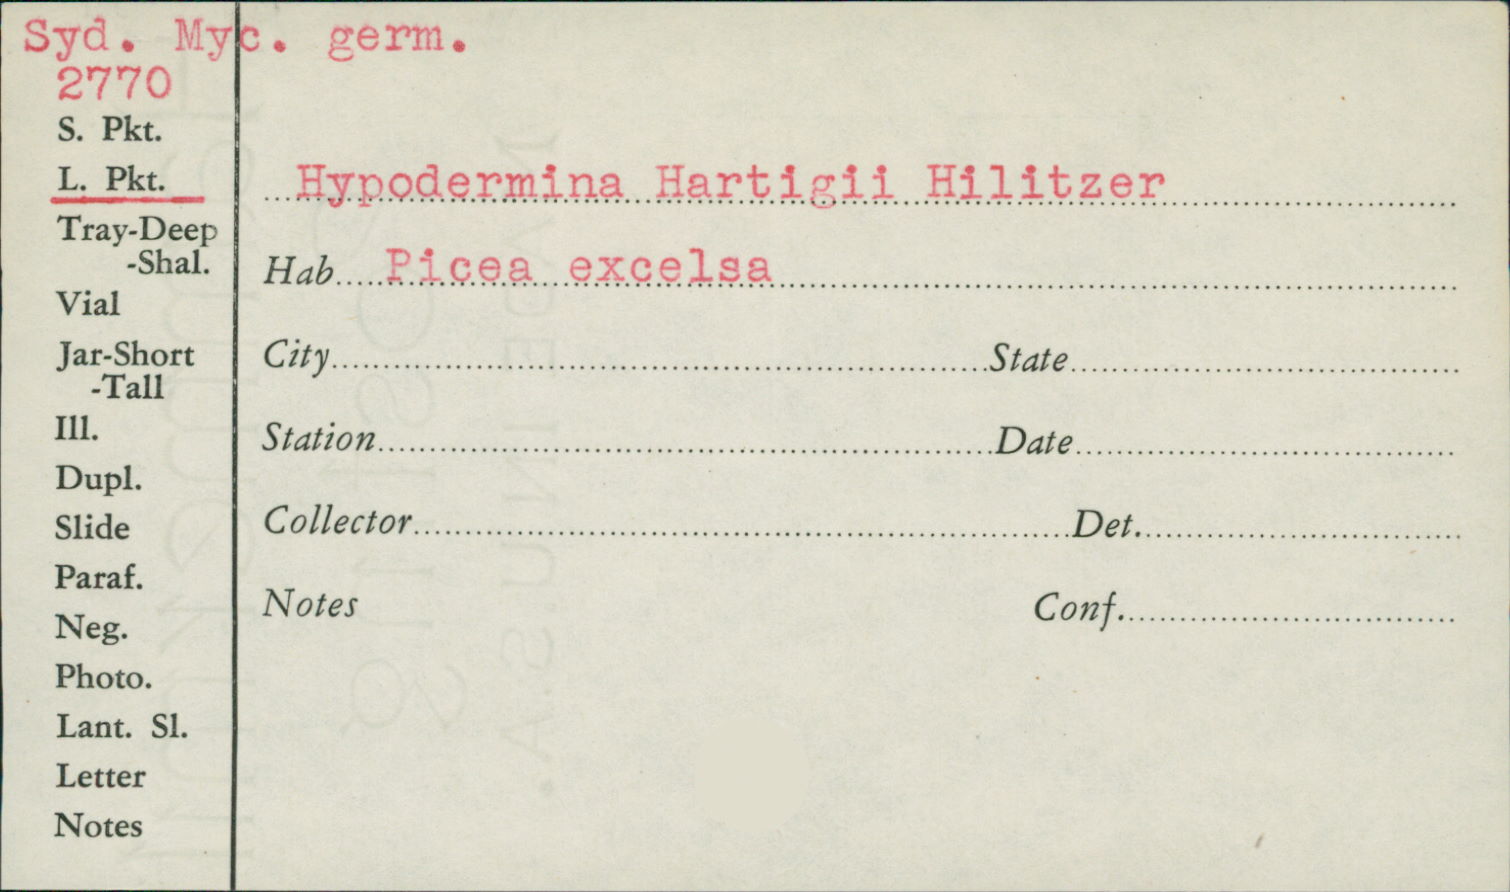 Syd. Myc. germ.
2770
S. Pkt.
L. Pkt.
Hypodermina Hartigii Hilitzer
Tray-Deep
-Shal.
Hab. Picea excelsa
Vial
Jar-Short
-Tall
City State
Ill.
Station Date
Dupl.
Slide
Collector Det.
Paraf.
Neg.
Notes Conf.
Photo.
Lant. Sl.
Letter
Notes